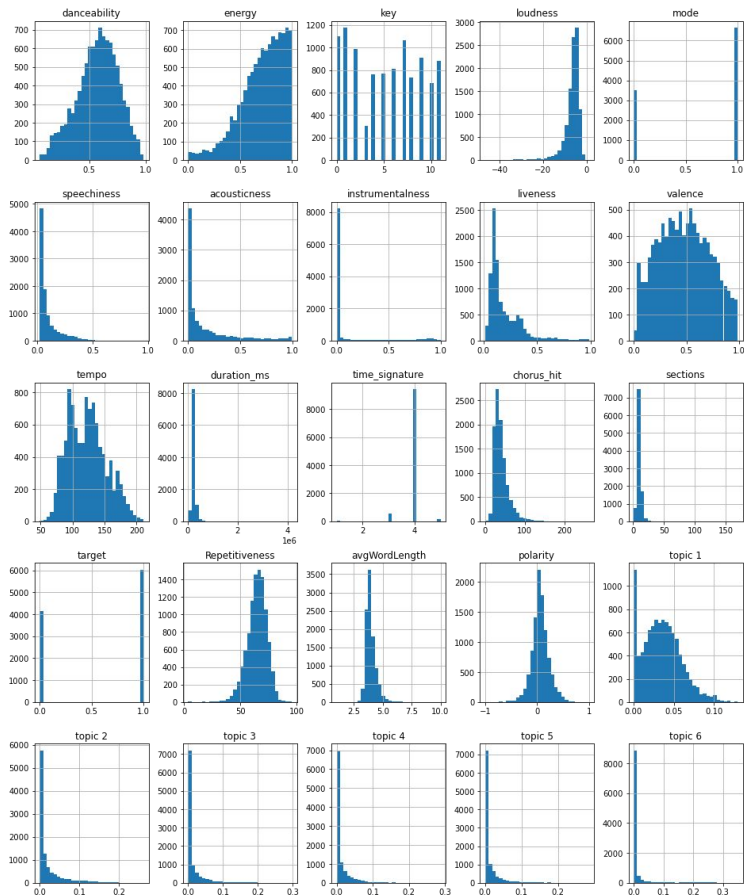 danceability energy key loudness mode
700 600 500 400 300 200 100 0 700 600 500 400 300 200 100 0 1200 1000 800 600 400 200 0 3000 2500 2000 1500 1000 500 0 7000 6000 5000 4000 3000 2000 1000 0
0.5 1.0 0.0 0.5 1.0 0 5 10 -40 -20 0 0.0 0.5 1.0
speechiness acousticness instrumentalness liveness valence
5000 4000 3000 2000 1000 0 4000 3000 2000 1000 0 8000 6000 4000 2000 0 2500 2000 1500 1000 500 0 500 400 300 200 100 0
0.0 0.5 1.0 0.0 0.5 1.0 0.0 0.5 1.0 0.0 0.5 1.0 0.0 0.5 1.0
tempo duration_ms time_signature chorus_hit sections
800 600 400 200 0 8000 6000 4000 2000 0 8000 6000 4000 2000 0 2500 2000 1500 1000 500 0 7000 6000 5000 4000 3000 2000 1000 0
50 100 150 200 0 2 4 2 4 0 100 200 0 50 100 150
1e6
target Repetitiveness avgWordLength polarity topic 1
6000 5000 4000 3000 2000 1000 0 1400 1200 1000 800 600 400 200 0 3500 3000 2500 2000 1500 1000 500 0 2000 1500 1000 500 0 1000 800 600 400 200 0
0.0 0.5 1.0 0 50 100 2.5 5.0 7.5 10.0 -1 0 1 0.00 0.05 0.10
topic 2 topic 3 topic 4 topic 5 topic 6
6000 5000 4000 3000 2000 1000 0 7000 6000 5000 4000 3000 2000 1000 0 7000 6000 5000 4000 3000 2000 1000 0 7000 6000 5000 4000 3000 2000 1000 0 8000 6000 4000 2000 0
0.0 0.1 0.2 0.0 0.1 0.2 0.3 0.0 0.1 0.2 0.3 0.0 0.1 0.2 0.0 0.1 0.2 0.3